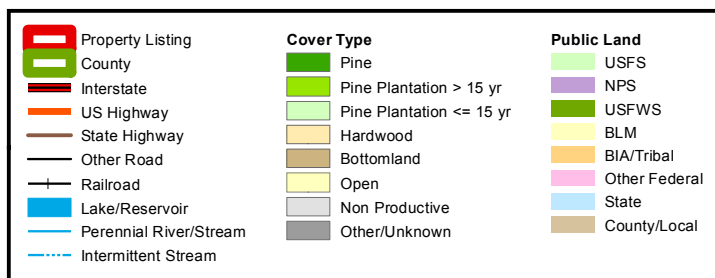 Property Listing
County
Interstate
US Highway
State Highway
Other Road
Railroad
Lake/Reservoir
Perennial River/Stream
Intermittent Stream
Cover Type
Pine
Pine Plantation > 15 yr
Pine Plantation <= 15 yr
Hardwood
Bottomland
Open
Non Productive
Other/Unknown
Public Land
USFS
NPS
USFWS
BLM
BIA/Tribal
Other Federal
State
County/Local